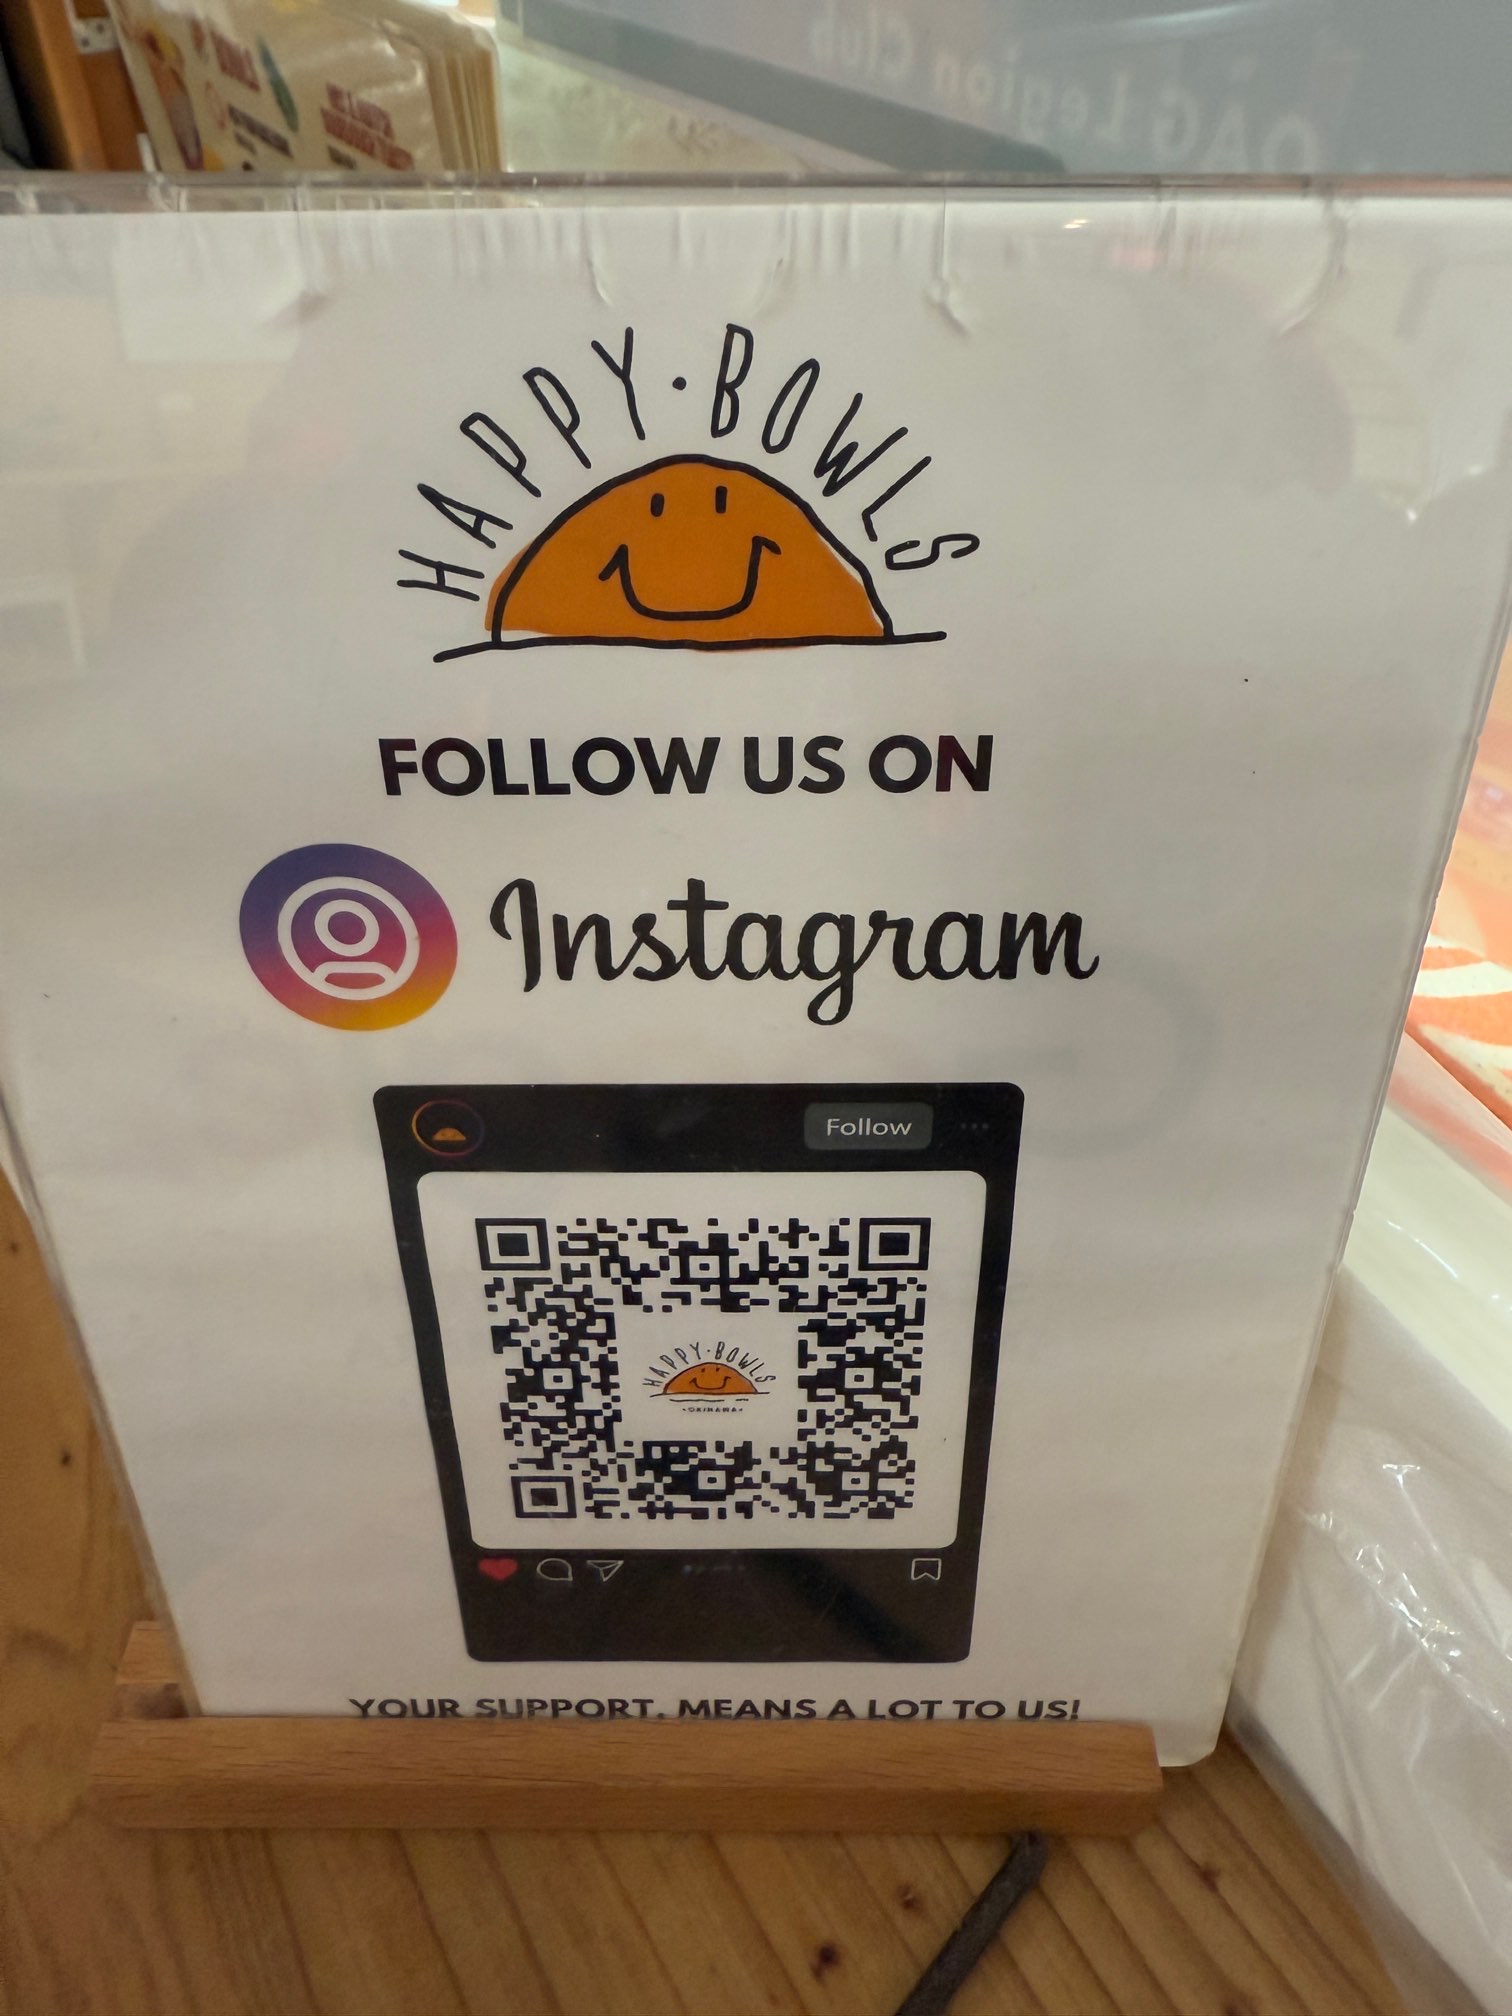 HAPPY·BOWLS
FOLLOW US ON
Instagram
Follow
HAPPY·BOWLS
·OKINAWA·
YOUR SUPPORT, MEANS A LOT TO US!